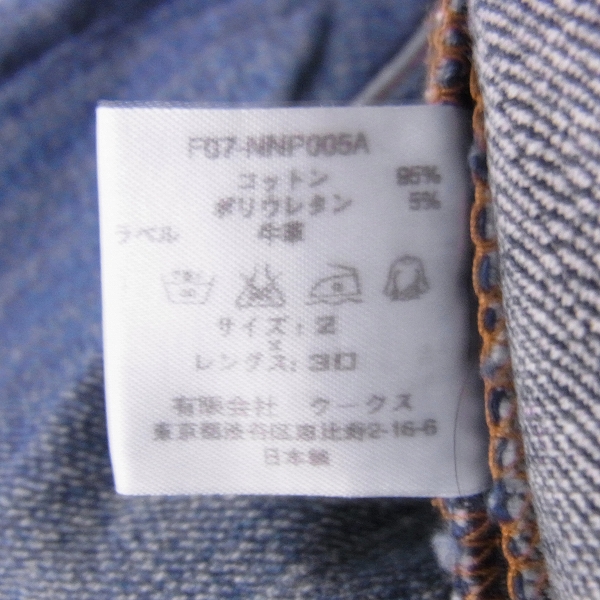 F07-NNP005A
コットン 95%
ポリウレタン 5%
ラベル 牛革
サイズ: 2
×
レングス: 30
有限会社 ウークス
東京都渋谷区恵比寿2-16-6
日本製